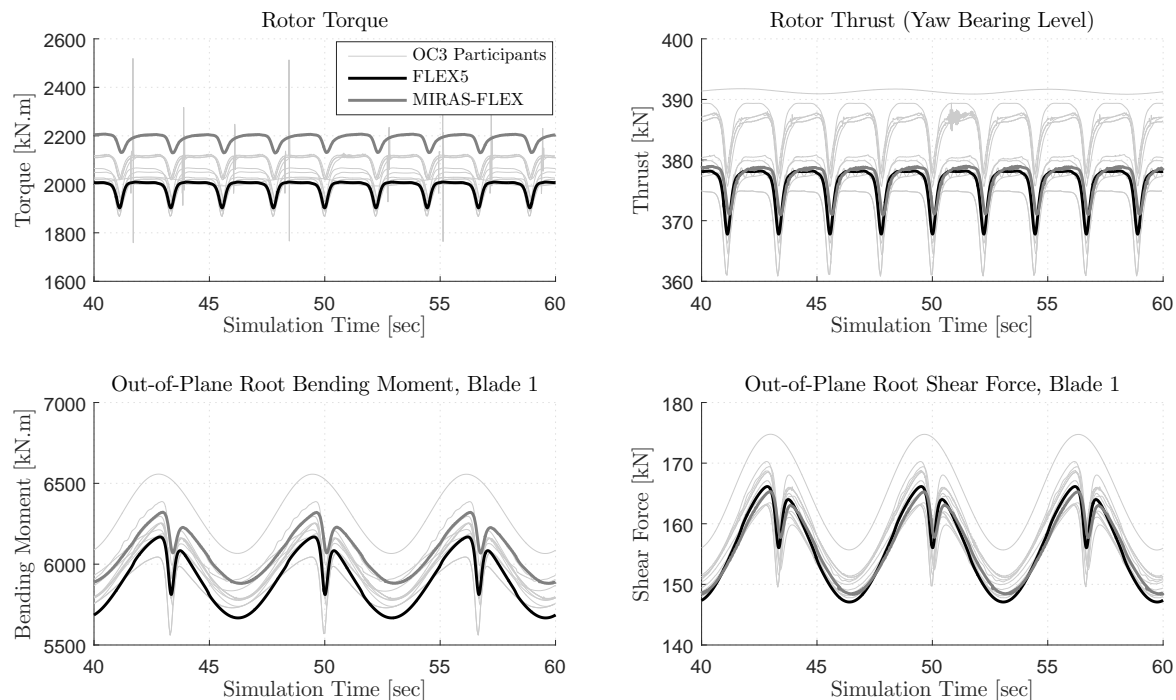 Rotor Torque
2600
2400
2200
2000
1800
1600
Torque [kN.m]
OC3 Participants
FLEX5
MIRAS-FLEX
40 45 50 55 60
Simulation Time [sec]
Rotor Thrust (Yaw Bearing Level)
400
390
380
370
360
Thrust [kN]
40 45 50 55 60
Simulation Time [sec]
Out-of-Plane Root Bending Moment, Blade 1
7000
6500
6000
5500
Bending Moment [kN.m]
40 45 50 55 60
Simulation Time [sec]
Out-of-Plane Root Shear Force, Blade 1
180
170
160
150
140
Shear Force [kN]
40 45 50 55 60
Simulation Time [sec]